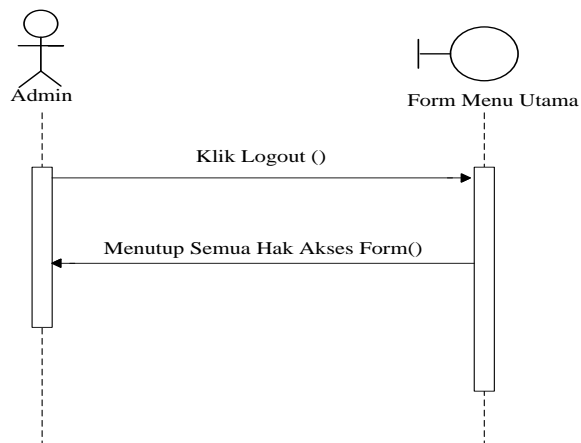 Admin
Form Menu Utama
Klik Logout ()
Menutup Semua Hak Akses Form()